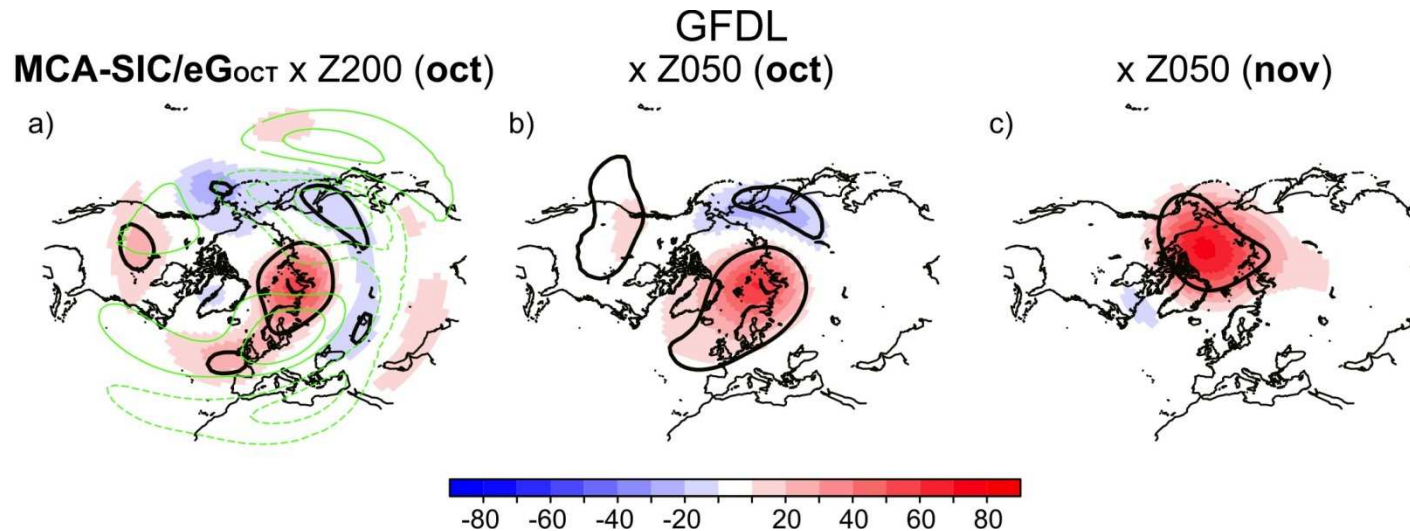 GFDL
MCA-SIC/eGOCT x Z200 (oct)
x Z050 (oct)
x Z050 (nov)
a)
b)
c)
-80 -60 -40 -20 20 40 60 80